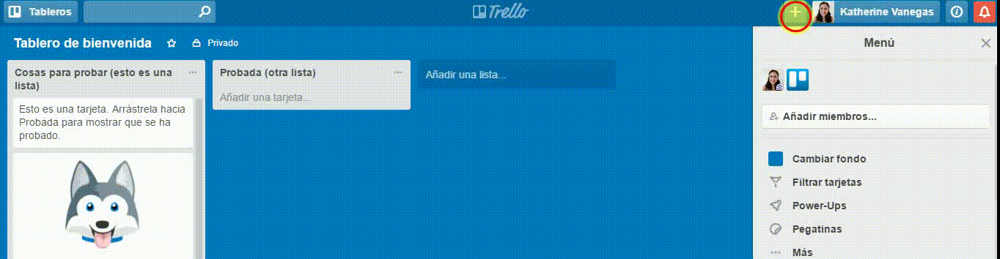 Tableros
Trello
Katherine Vanegas
Tablero de bienvenida
Privado
Cosas para probar (esto es una
lista)
Esto es una tarjeta. Arrástrela hacia
Probada para mostrar que se ha
probado.
Probada (otra lista)
Añadir una tarjeta...
Añadir una lista...
Menú
Añadir miembros...
Cambiar fondo
Filtrar tarjetas
Power-Ups
Pegatinas
Más